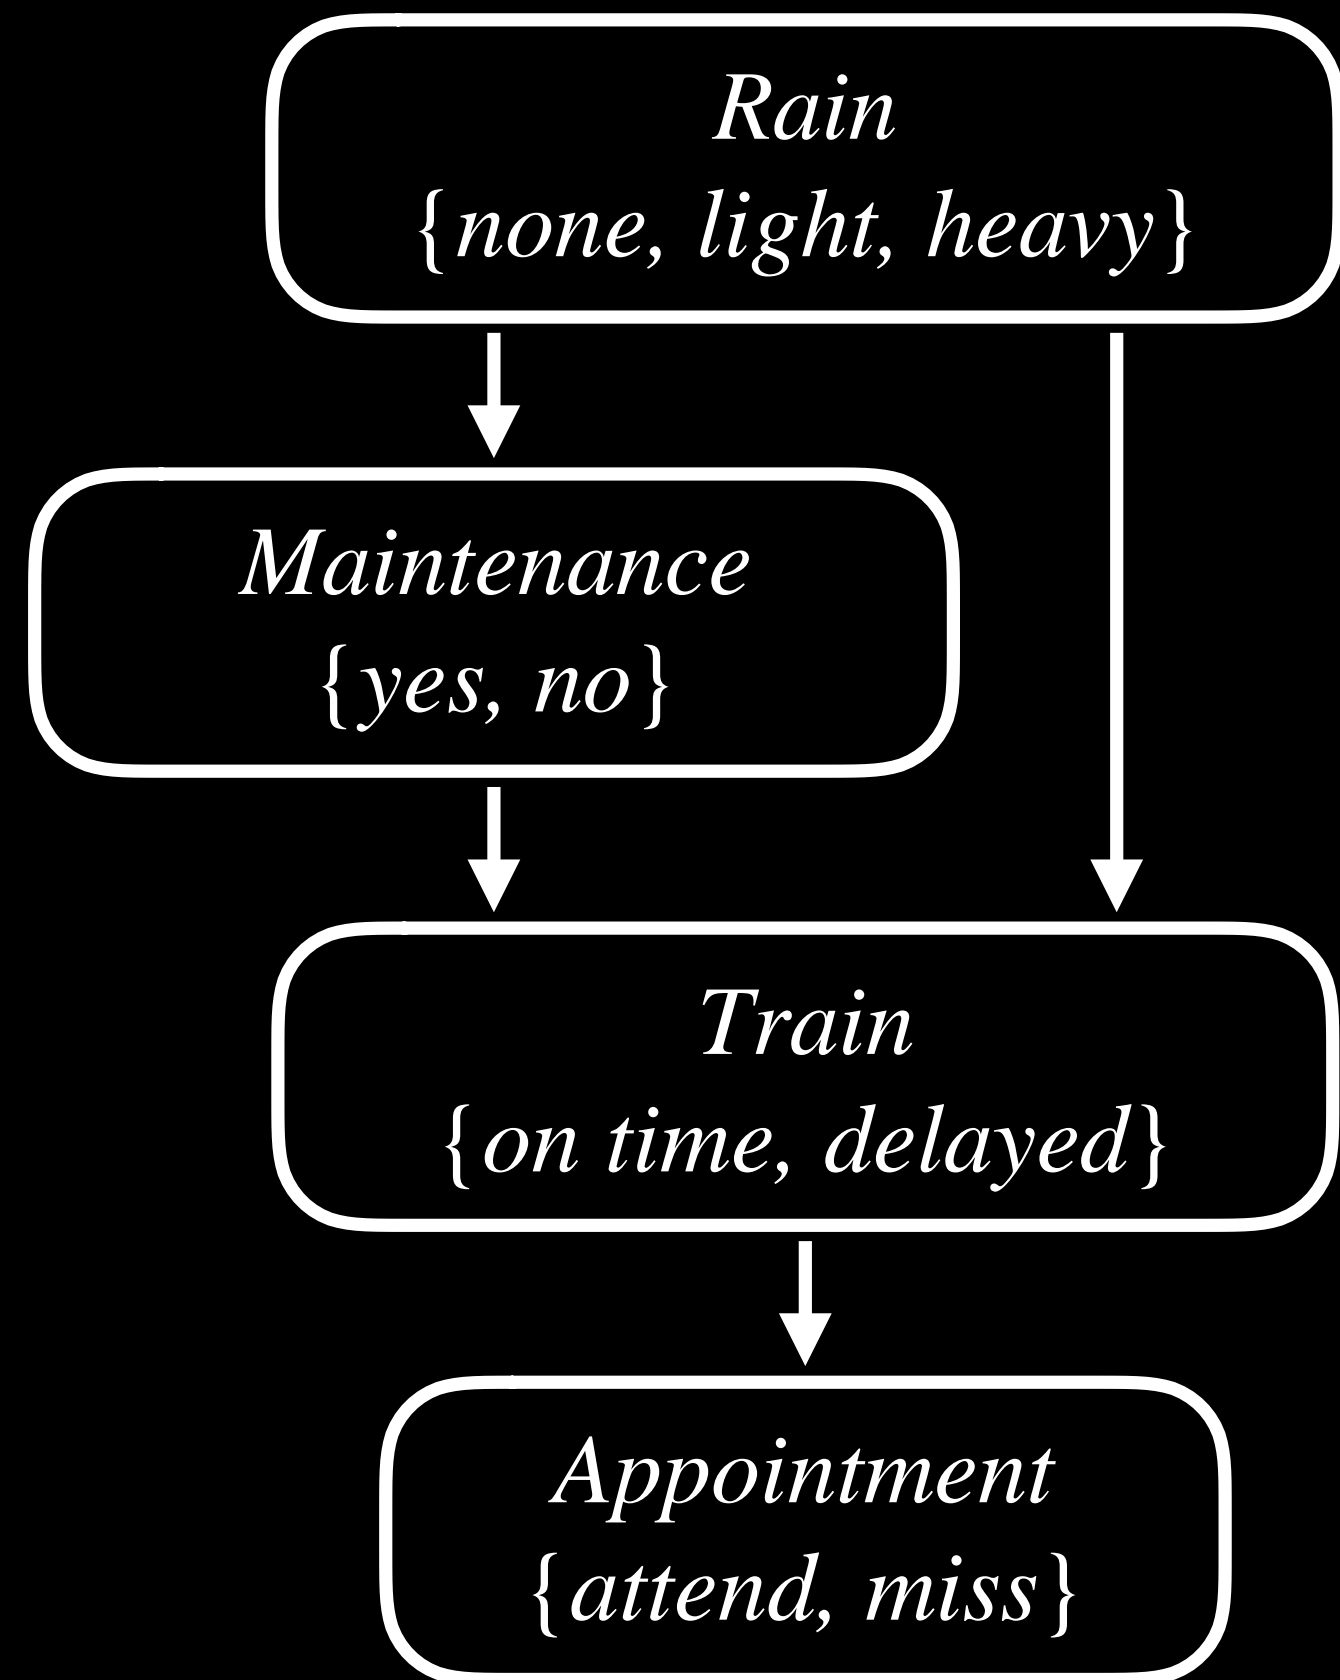 Rain
{none, light, heavy}
Maintenance
{yes, no}
Train
{on time, delayed}
Appointment
{attend, miss}